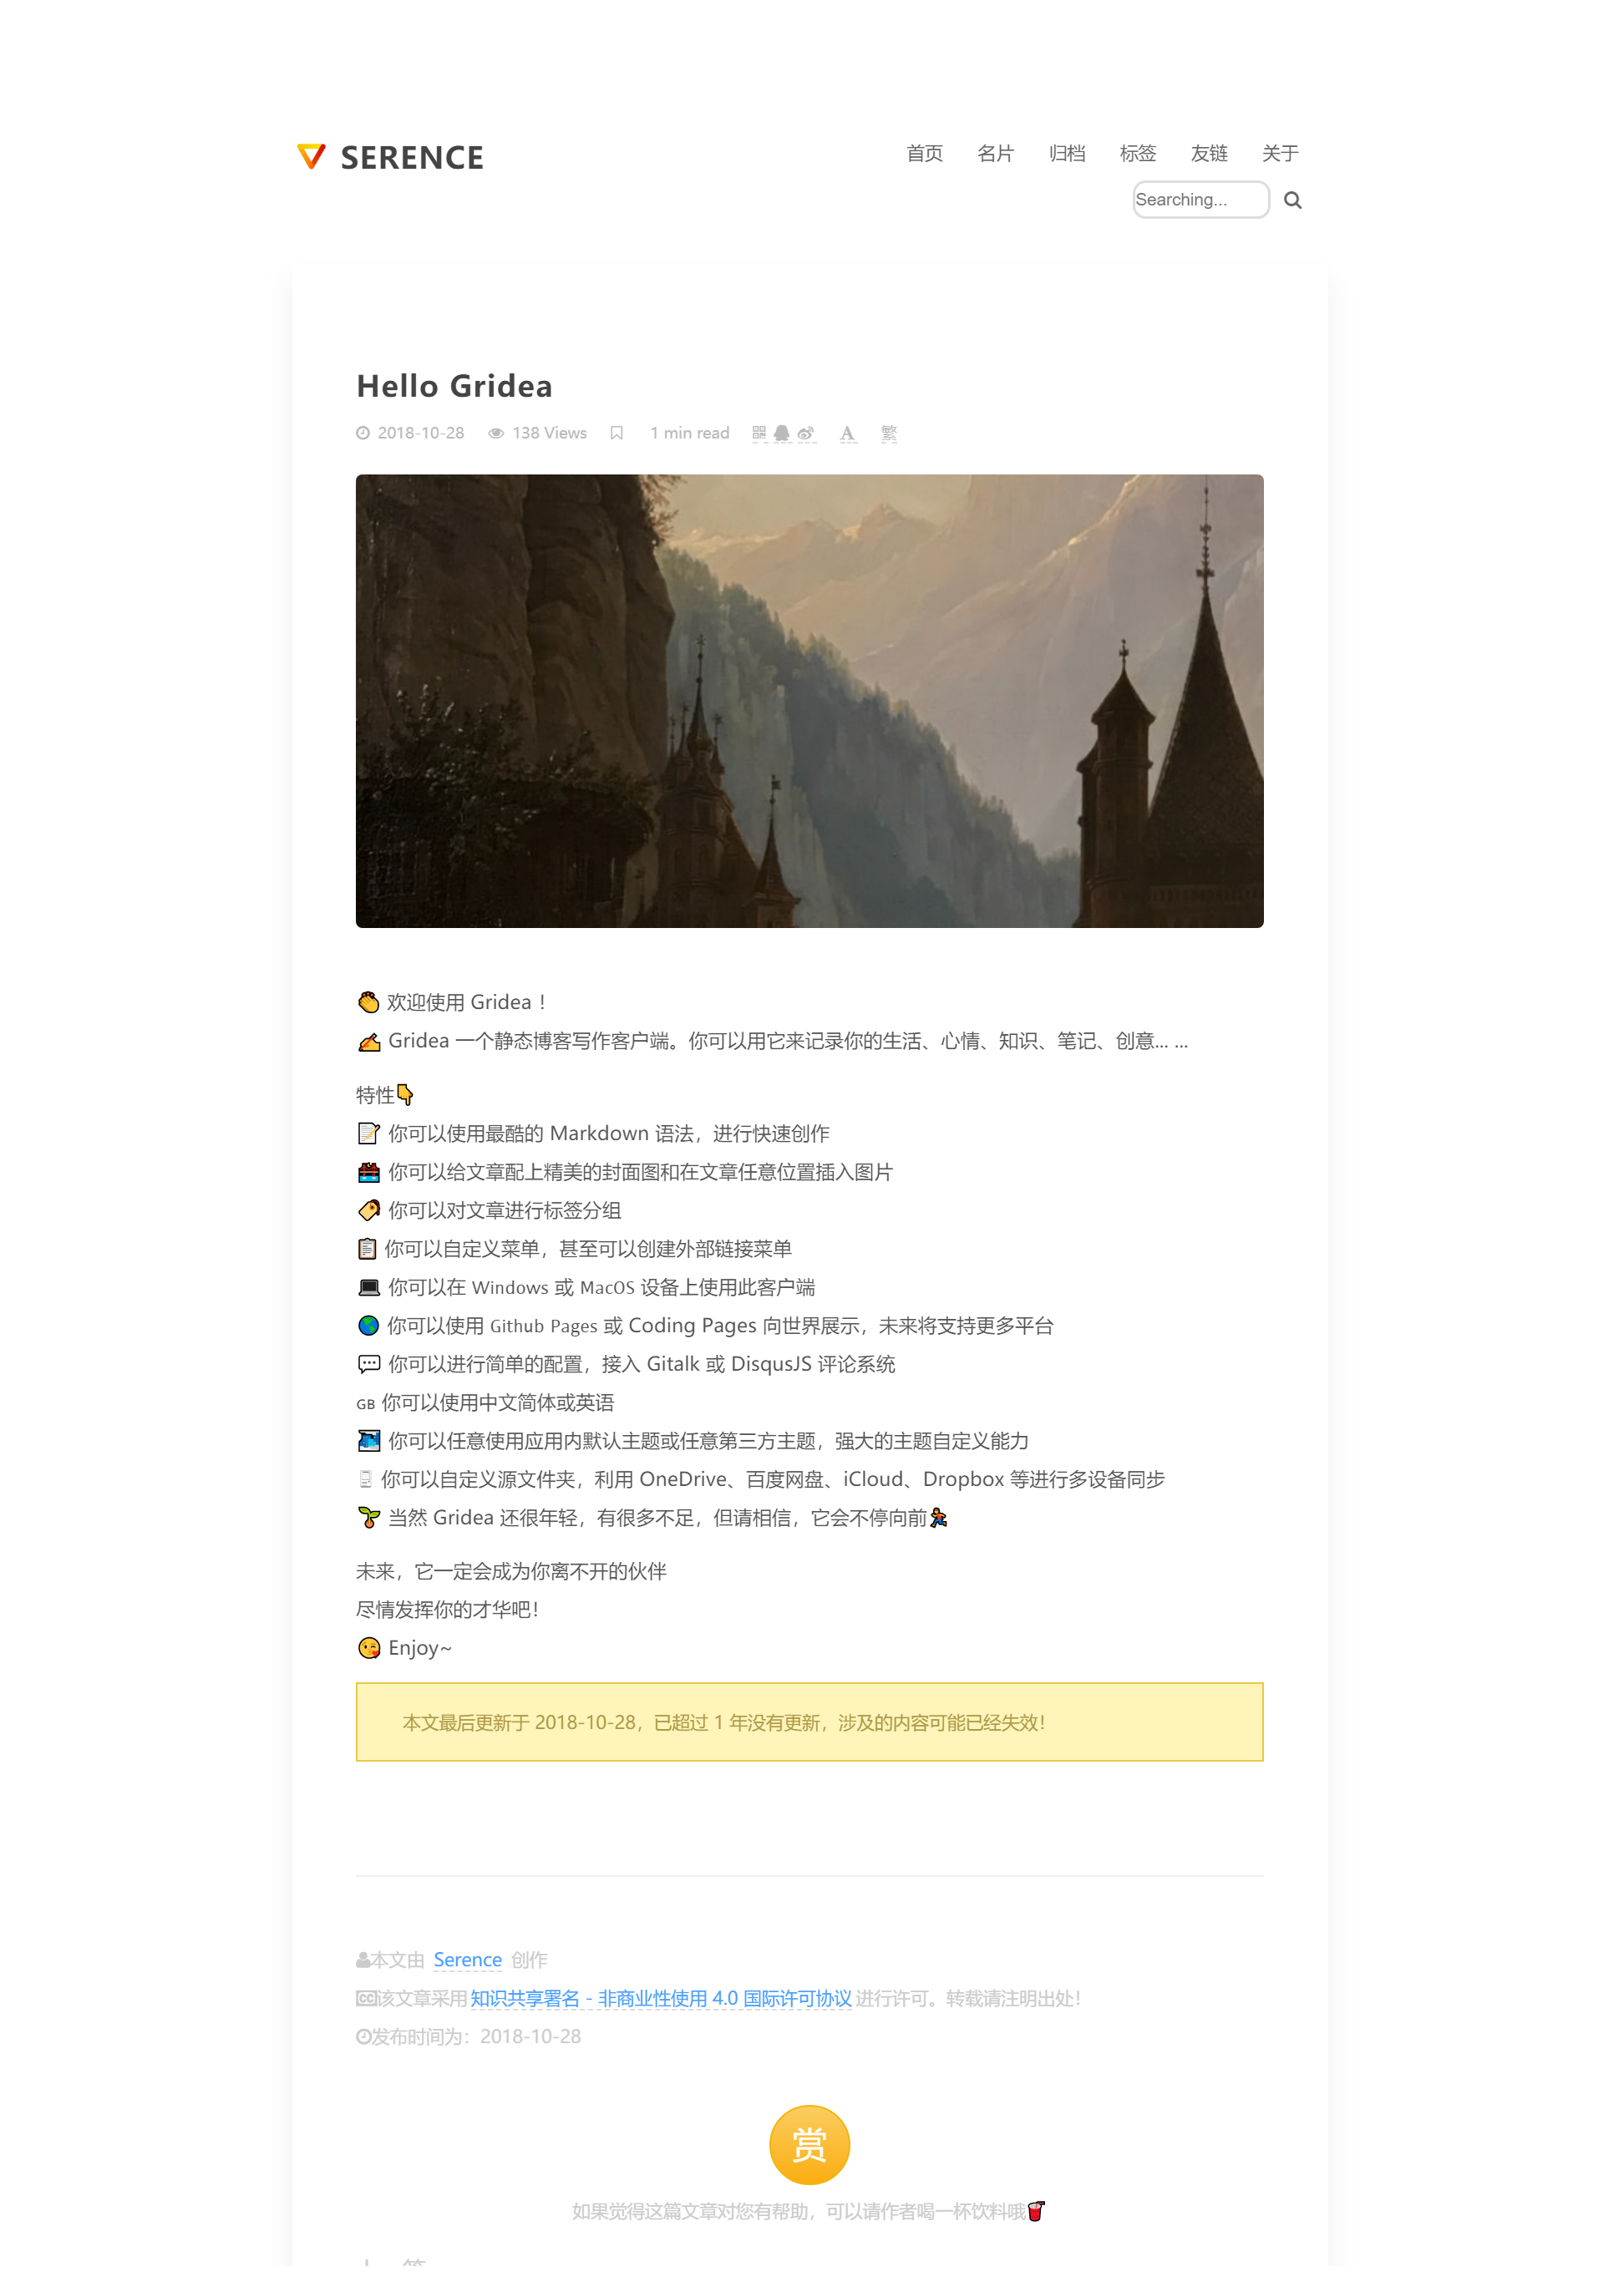 SERENCE
首页 名片 归档 标签 友链 关于
Searching...
Hello Gridea
2018-10-28 138 Views 1 min read A 繁
👏 欢迎使用 Gridea !
✍️ Gridea 一个静态博客写作客户端。你可以用它来记录你的生活、心情、知识、笔记、创意... ...
特性👇
📝 你可以使用最酷的 Markdown 语法，进行快速创作
🌉 你可以给文章配上精美的封面图和在文章任意位置插入图片
🏷️ 你可以对文章进行标签分组
📋 你可以自定义菜单，甚至可以创建外部链接菜单
💻 你可以在 Windows 或 MacOS 设备上使用此客户端
🌎 你可以使用 Github Pages 或 Coding Pages 向世界展示，未来将支持更多平台
💬 你可以进行简单的配置，接入 Gitalk 或 DisqusJS 评论系统
GB 你可以使用中文简体或英语
🌁 你可以任意使用应用内默认主题或任意第三方主题，强大的主题自定义能力
你可以自定义源文件夹，利用 OneDrive、百度网盘、iCloud、Dropbox 等进行多设备同步
🌱 当然 Gridea 还很年轻，有很多不足，但请相信，它会不停向前🏃
未来，它一定会成为你离不开的伙伴
尽情发挥你的才华吧！
😘 Enjoy~
本文最后更新于 2018-10-28，已超过 1 年没有更新，涉及的内容可能已经失效！
本文由 Serence 创作
该文章采用 知识共享署名 - 非商业性使用 4.0 国际许可协议 进行许可。转载请注明出处！
发布时间为：2018-10-28
赏
如果觉得这篇文章对您有帮助，可以请作者喝一杯饮料哦🥤